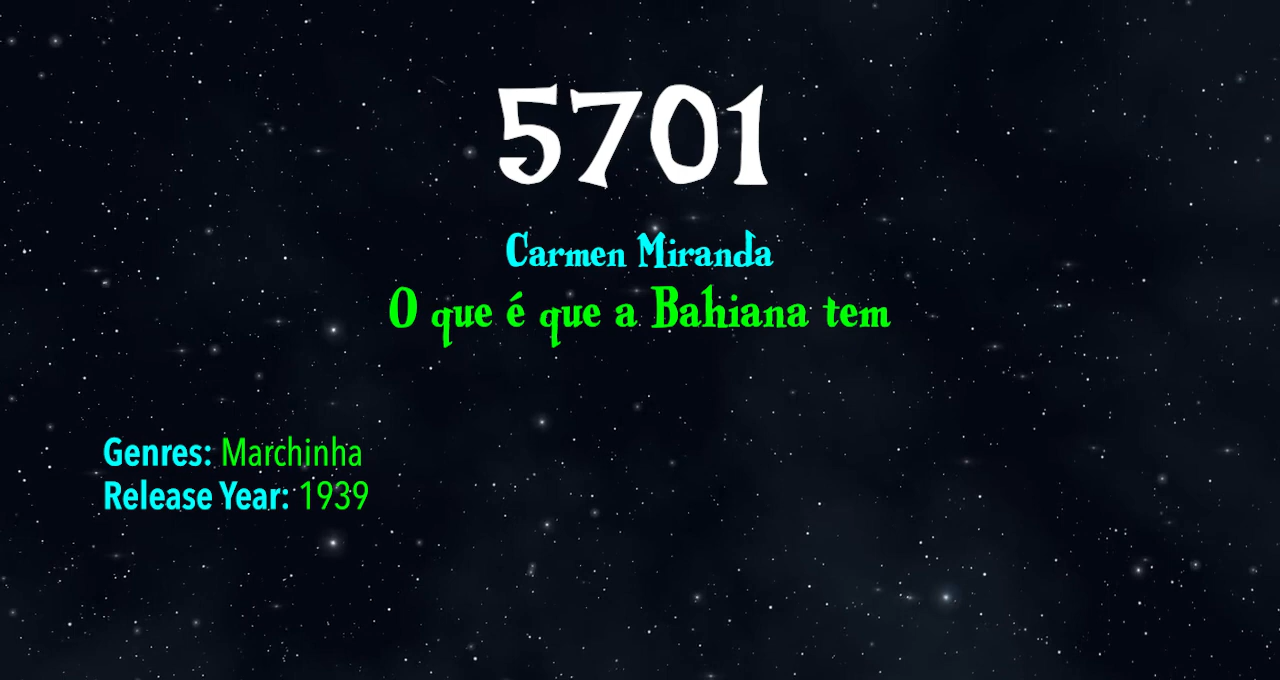 5701
Carmen Miranda
O que é que a Bahiana tem
Genres: Marchinha
Release Year: 1939